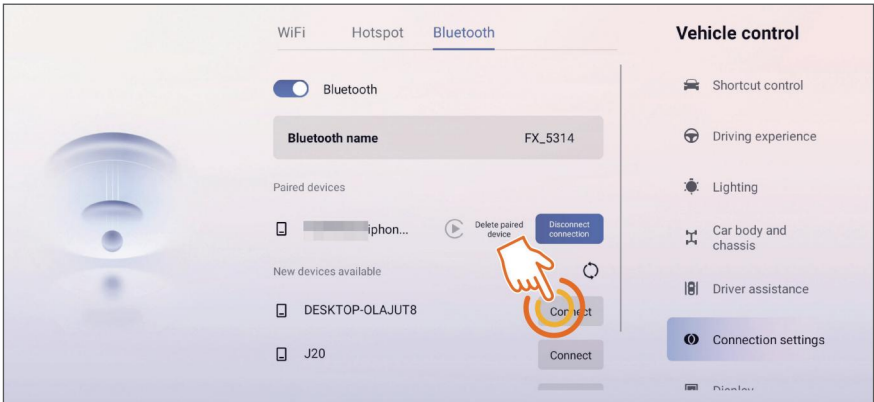 WiFi Hotspot Bluetooth
Bluetooth
Bluetooth name FX_5314
Paired devices
iphon... Delete paired device Disconnect connection
New devices available
DESKTOP-OLAJUT8 Connect
J20 Connect
Vehicle control
Shortcut control
Driving experience
Lighting
Car body and
chassis
Driver assistance
Connection settings